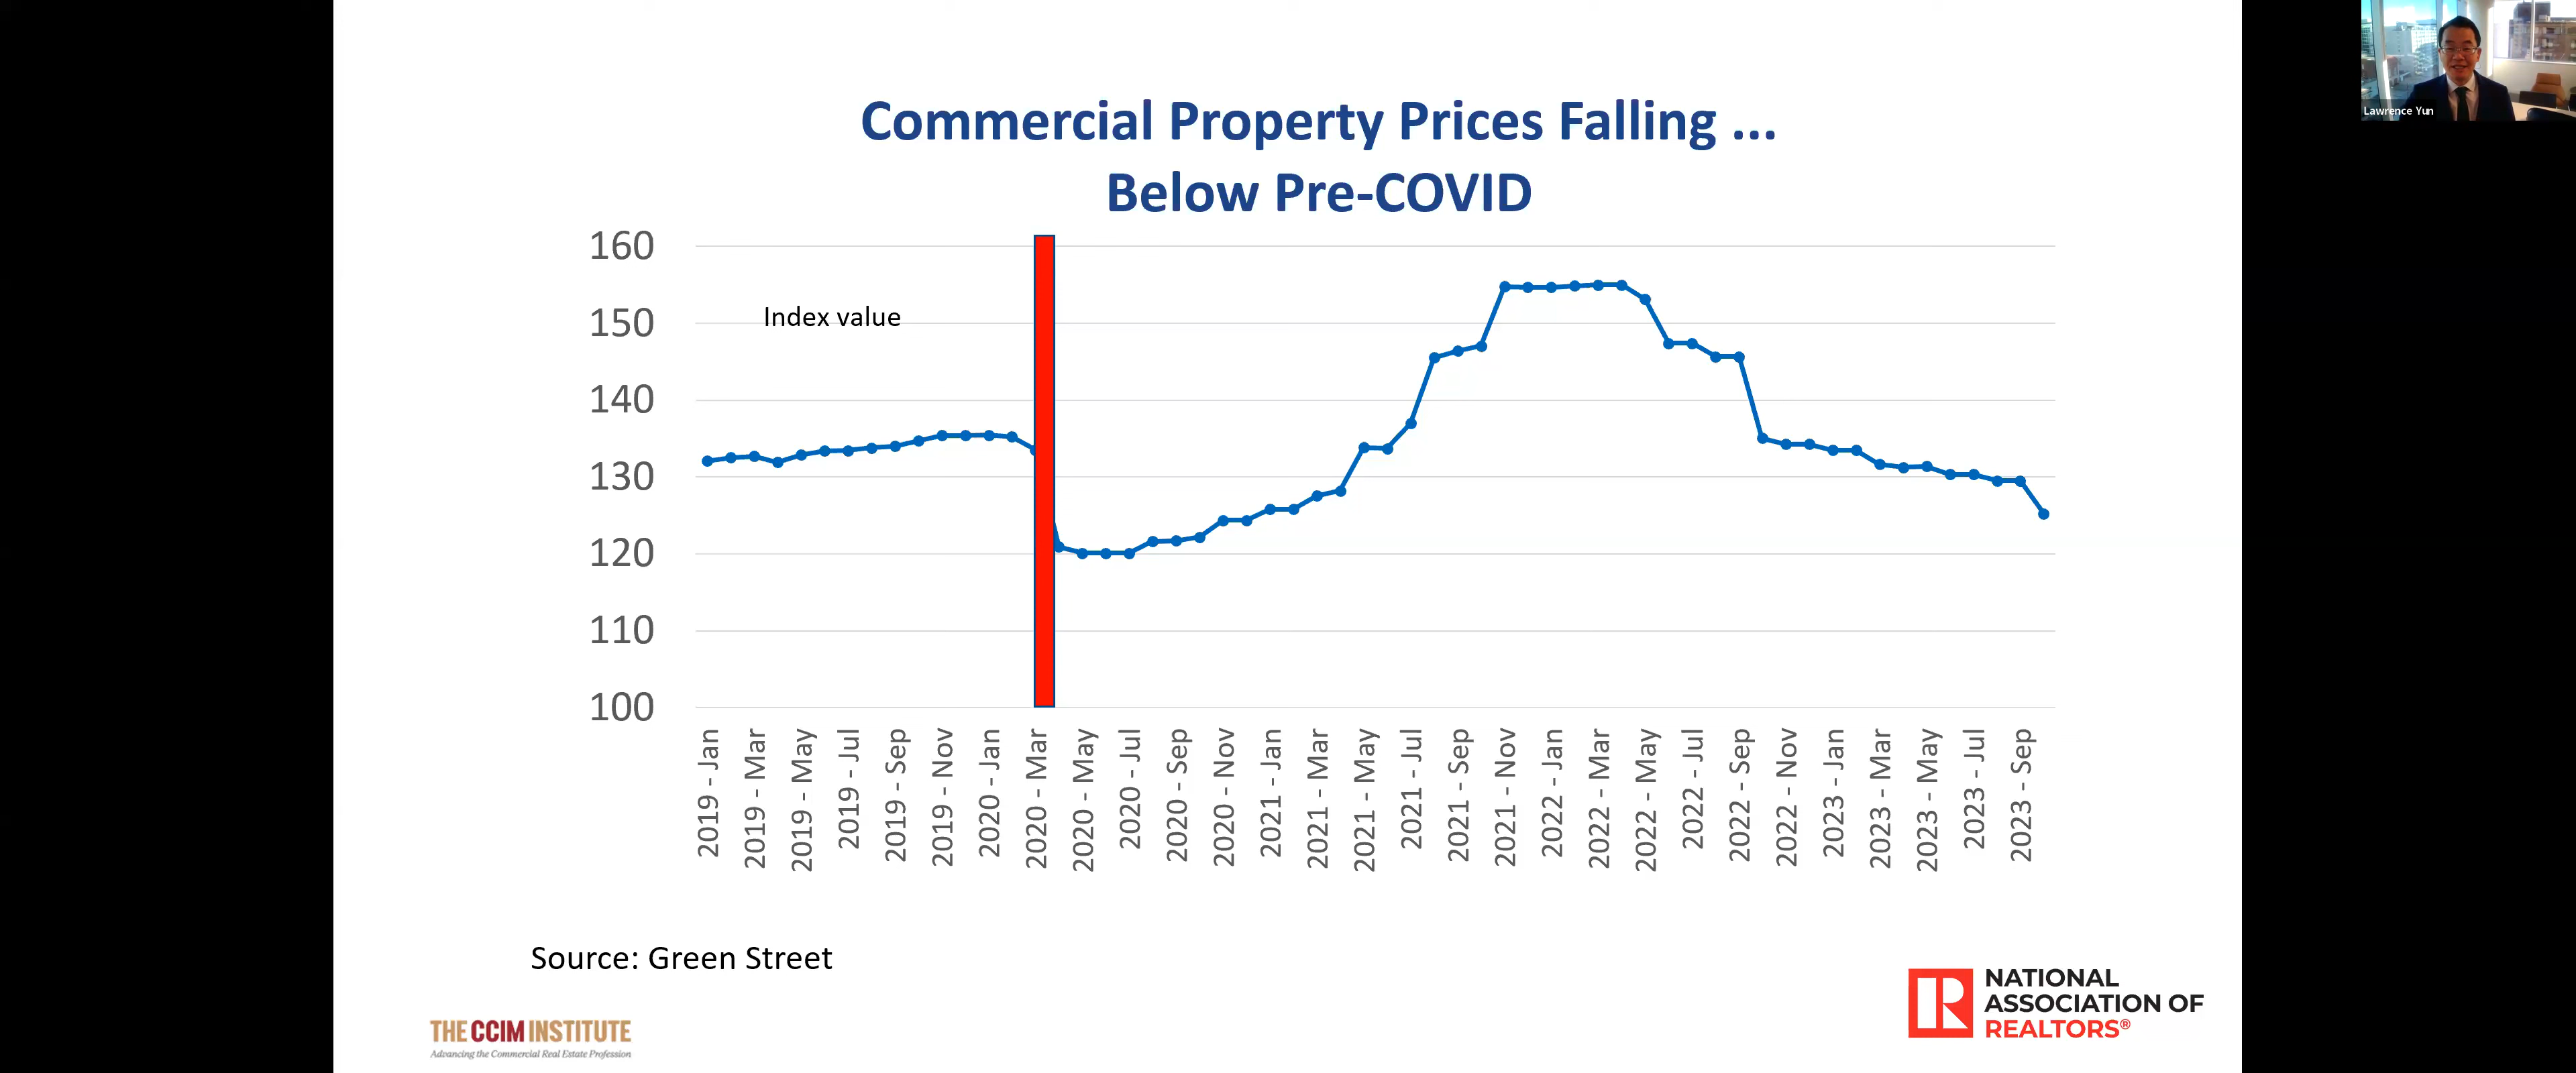 Commercial Property Prices Falling ...
Below Pre-COVID
Lawrence Yun
160
150
140
130
120
110
100
Index value
2019 - Jan
2019 - Mar
2019 - May
2019 - Jul
2019 - Sep
2019 - Nov
2020 - Jan
2020 - Mar
2020 - May
2020 - Jul
2020 - Sep
2020 - Nov
2021 - Jan
2021 - Mar
2021 - May
2021 - Jul
2021 - Sep
2021 - Nov
2022 - Jan
2022 - Mar
2022 - May
2022 - Jul
2022 - Sep
2022 - Nov
2023 - Jan
2023 - Mar
2023 - May
2023 - Jul
2023 - Sep
Source: Green Street
THE CCIM INSTITUTE
Advancing the Commercial Real Estate Profession
R
NATIONAL
ASSOCIATION OF
REALTORS®